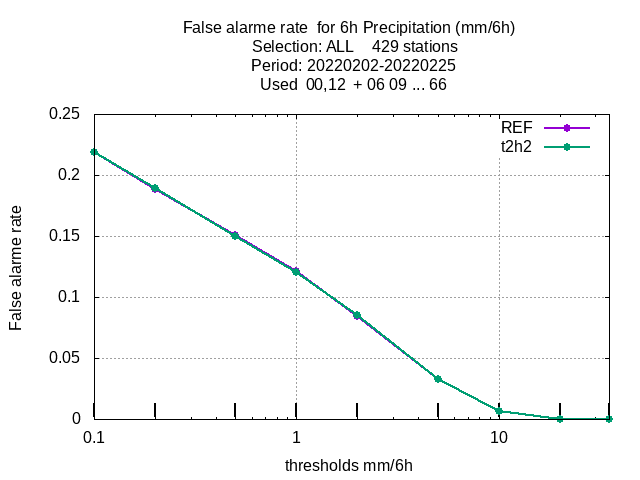 False alarme rate  for 6h Precipitation (mm/6h)
Selection: ALL    429 stations
Period: 20220202-20220225
Used  00,12  + 06 09 ... 66
REF
t2h2
0.25
0.2
0.15
0.1
0.05
0
False alarme rate
0.1 1 10
thresholds mm/6h